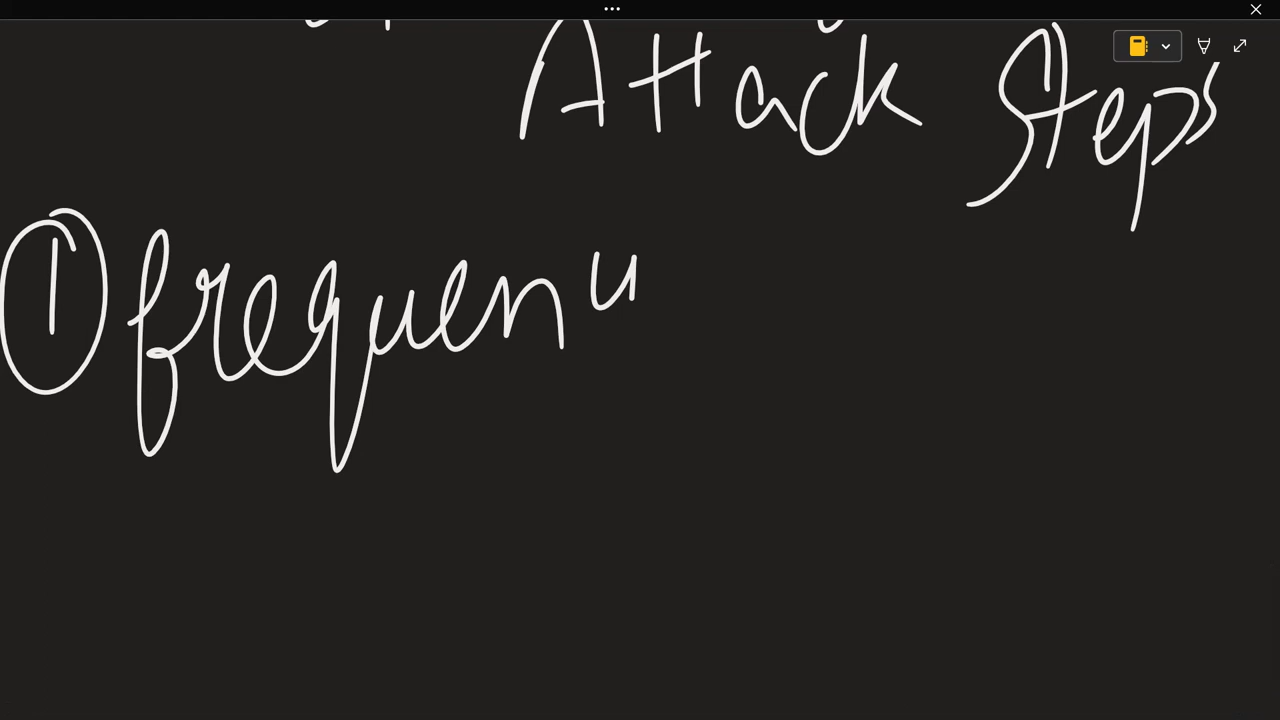 Attack Steps
① frequen